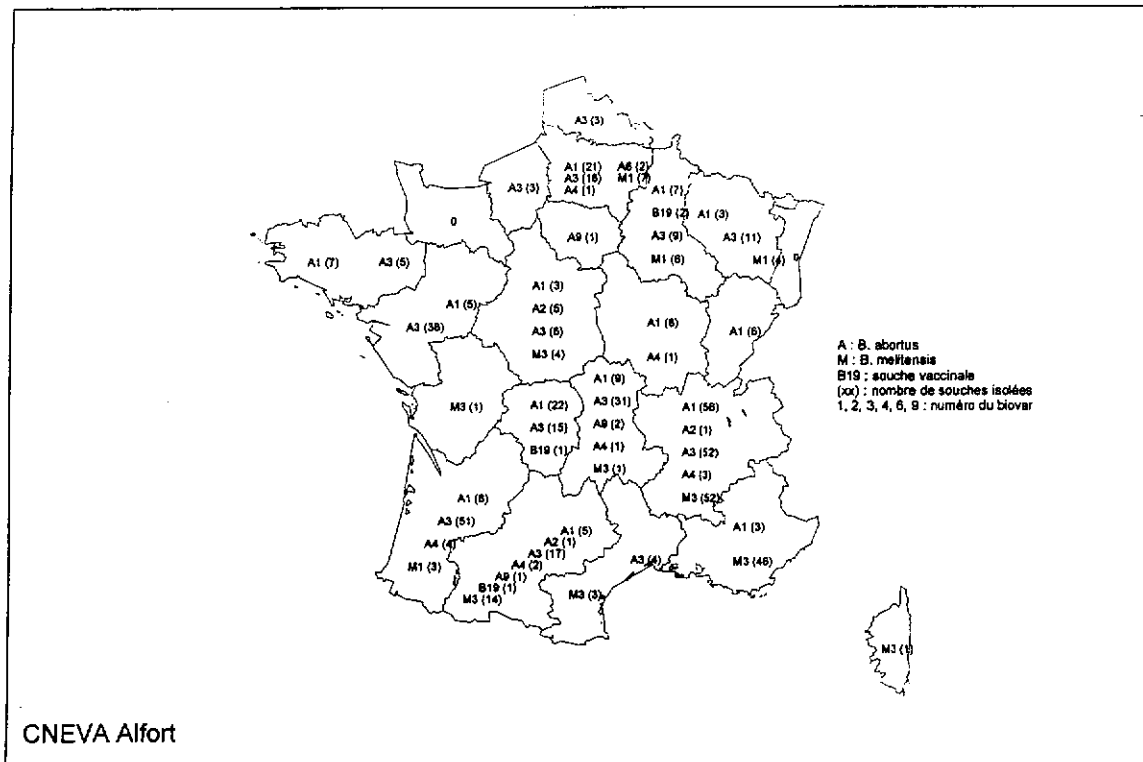 A3 (3)
A1 (21)
A3 (16)
A4 (1)
A6 (2)
M1 (7)
A3 (3)
0
A9 (1)
A1 (7)
B19 (2)
A3 (9)
M1 (6)
A1 (3)
A3 (11)
M1 (4)
0
A1 (7)
A3 (5)
A1 (5)
A3 (38)
A1 (3)
A2 (5)
A3 (6)
M3 (4)
A1 (6)
A4 (1)
A1 (6)
A : B. abortus
M : B. melitensis
B19 : souche vaccinale
(xx) : nombre de souches isolées
1, 2, 3, 4, 6, 9 : numéro du biovar
M3 (1)
A1 (22)
A3 (15)
B19 (1)
A1 (9)
A3 (31)
A9 (2)
A4 (1)
M3 (1)
A1 (56)
A2 (1)
A3 (52)
A4 (3)
M3 (52)
A1 (6)
A3 (51)
A4 (4)
M1 (3)
A1 (5)
A2 (1)
A3 (17)
A4 (2)
A9 (1)
B19 (1)
M3 (14)
A3 (4)
M3 (3)
A1 (3)
M3 (46)
M3 (1)
CNEVA Alfort